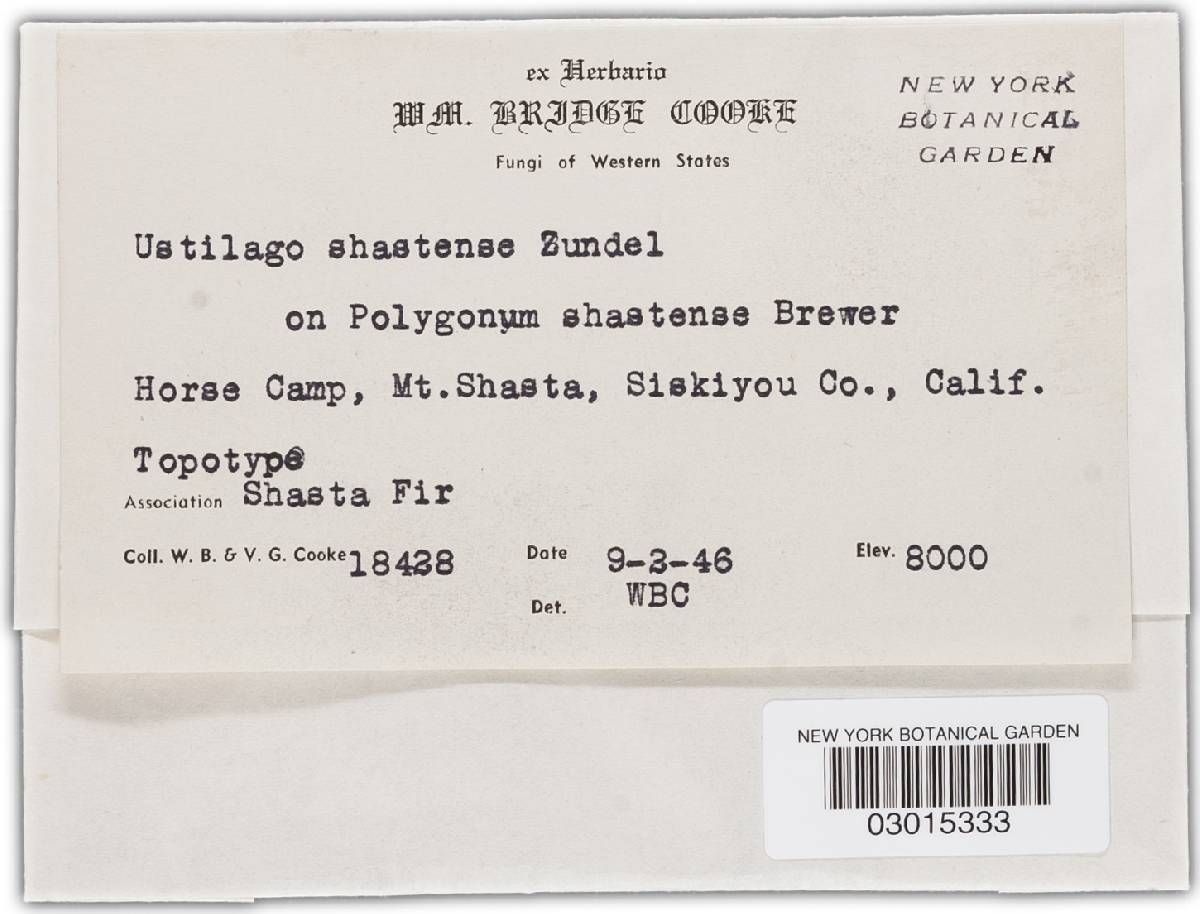 ex Herbario
WM. BRIDGE COOKE
Fungi of Western States
NEW YORK
BOTANICAL
GARDEN
Ustilago shastense Zundel
on Polygonum shastense Brewer
Horse Camp, Mt.Shasta, Siskiyou Co., Calif.
Topotype
Association Shasta Fir
Coll. W. B. & V. G. Cooke 18438 Date 9-3-46 Elev. 8000
Det. WBC
NEW YORK BOTANICAL GARDEN
03015333